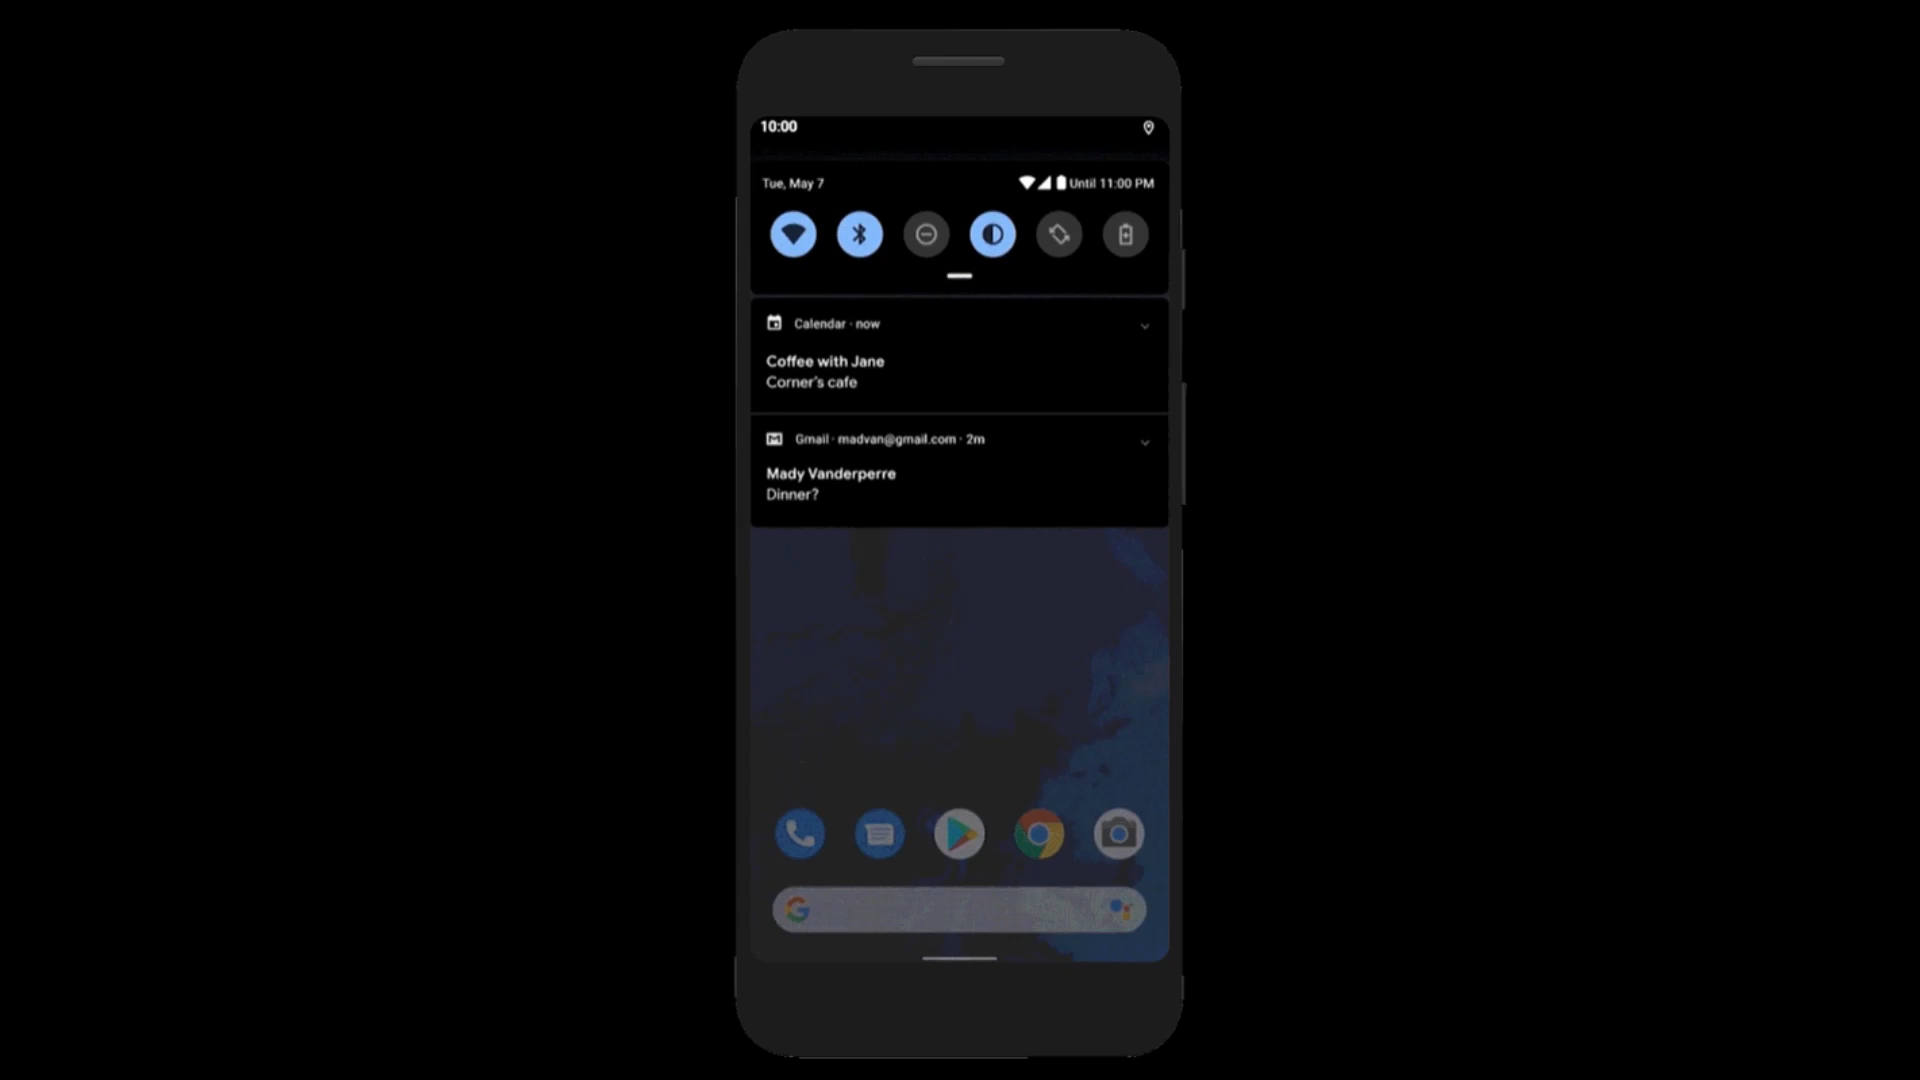 10:00
Tue, May 7
Until 11:00 PM
Calendar · now
Coffee with Jane
Corner's cafe
Gmail · madvan@gmail.com · 2m
Mady Vanderperre
Dinner?